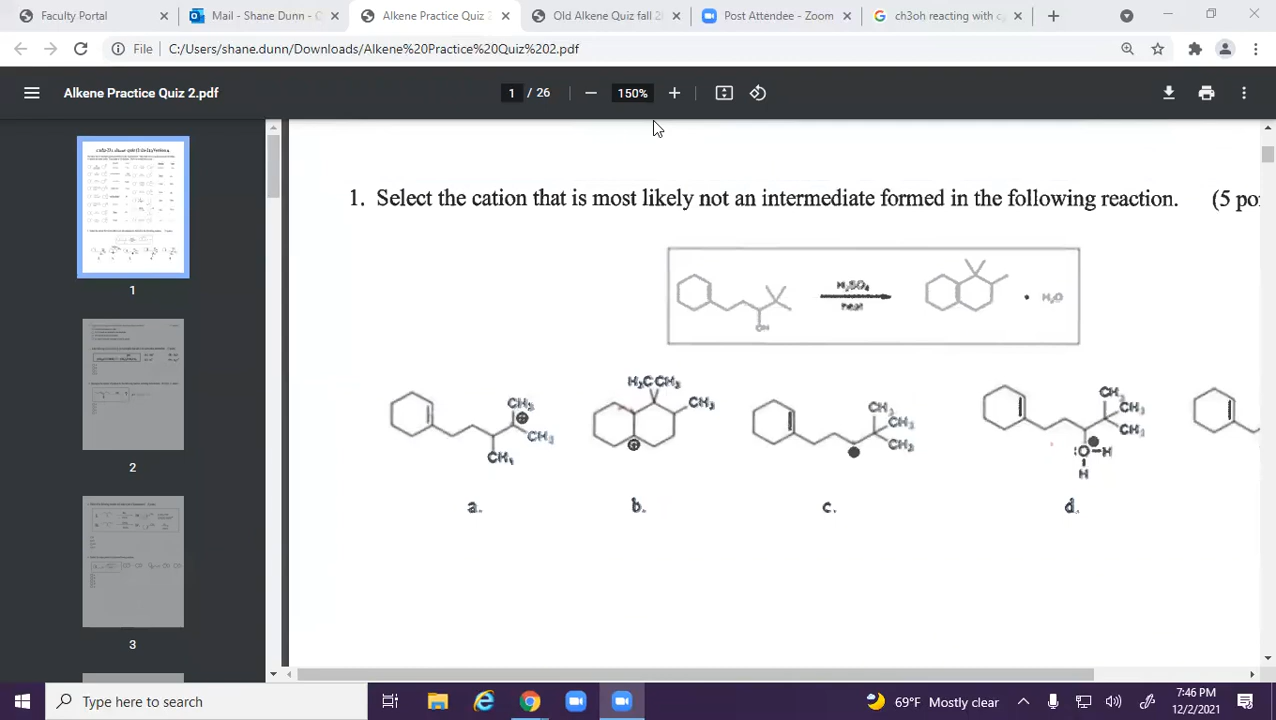 Faculty Portal
Mail - Shane Dunn - O
Alkene Practice Quiz 2
Old Alkene Quiz fall 2
Post Attendee - Zoom
ch3oh reacting with c
File
C:/Users/shane.dunn/Downloads/Alkene%20Practice%20Quiz%202.pdf
Alkene Practice Quiz 2.pdf
1 / 26
150%
1. Select the cation that is most likely not an intermediate formed in the following reaction. (5 po
H₂SO₄
heat
OH
H₂O
CH₃
CH₃
CH₃
H₃CCH₃
CH₃
CH₃
CH₃
CH₃
CH₃
CH₃
CH₃
:O—H
H
a.
b.
c.
d.
1
2
3
Type here to search
69°F Mostly clear
7:46 PM
12/2/2021